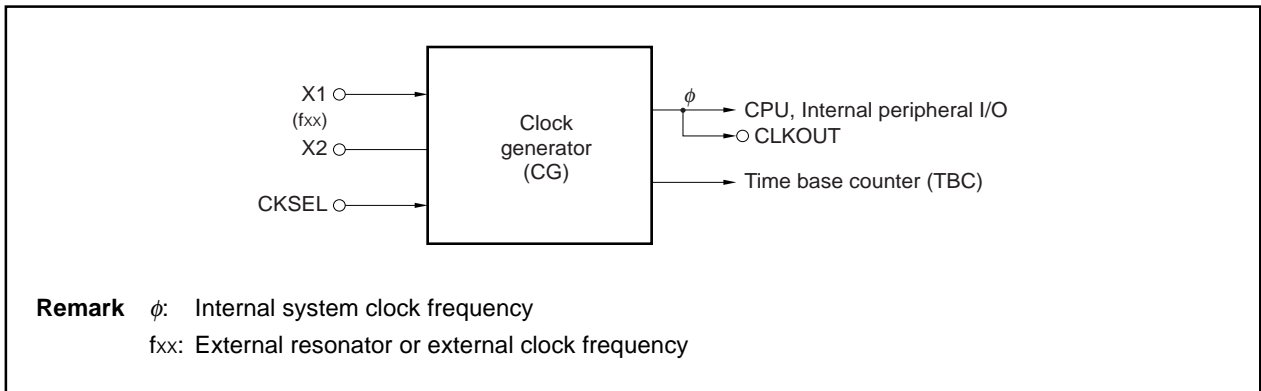 X1
(fxx)
X2
CKSEL
Clock
generator
(CG)
ϕ
CPU, Internal peripheral I/O
CLKOUT
Time base counter (TBC)
Remark ϕ: Internal system clock frequency
fxx: External resonator or external clock frequency